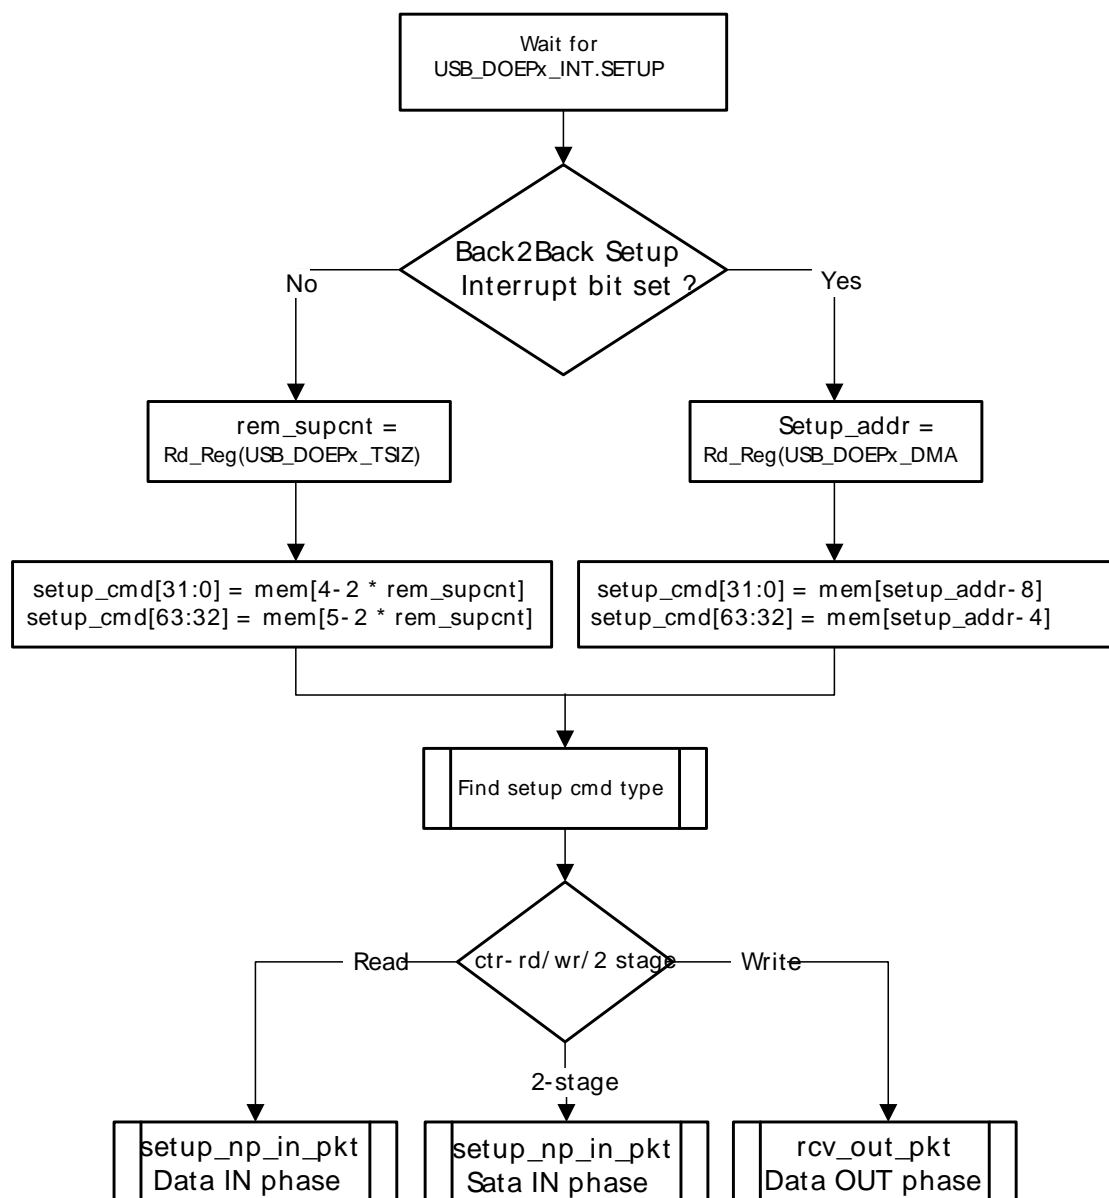 Wait for
USB_DOEPx_INT.SETUP
Back2Back Setup
Interrupt bit set ?
No
Yes
rem_supcnt =
Rd_Reg(USB_DOEPx_TSIZ)
Setup_addr =
Rd_Reg(USB_DOEPx_DMA
setup_cmd[31:0] = mem[4-2 * rem_supcnt]
setup_cmd[63:32] = mem[5-2 * rem_supcnt]
setup_cmd[31:0] = mem[setup_addr-8]
setup_cmd[63:32] = mem[setup_addr-4]
Find setup cmd type
Read
ctr-rd/wr/2 stage
Write
2-stage
setup_np_in_pkt
Data IN phase
setup_np_in_pkt
Sata IN phase
rcv_out_pkt
Data OUT phase